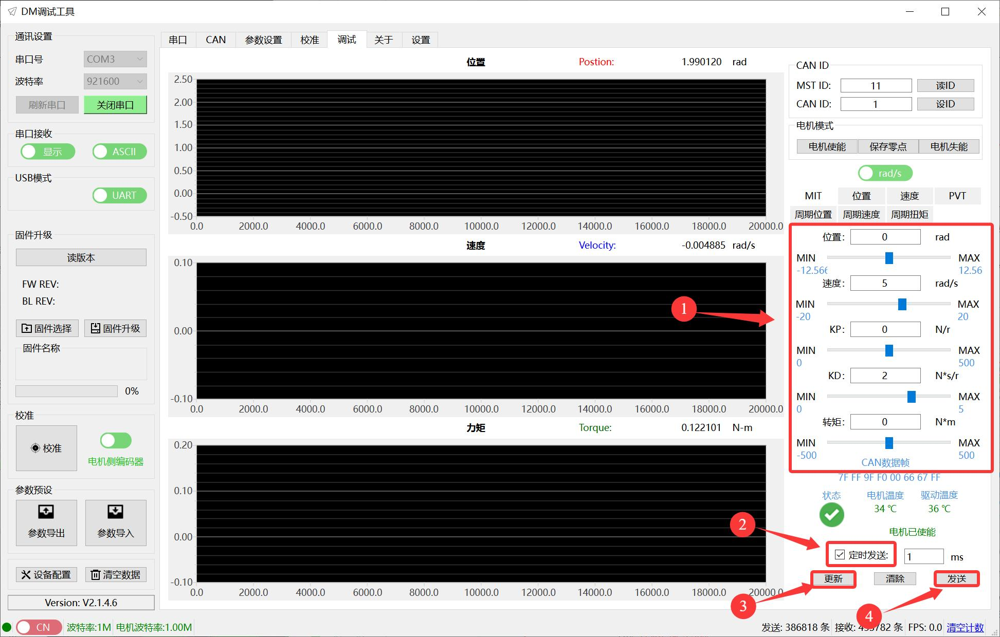 DM调试工具
通讯设置
串口号 COM3
波特率 921600
刷新串口 关闭串口
串口接收
显示 ASCII
USB模式
UART
固件升级
读版本
FW REV:
BL REV:
固件选择 固件升级
固件名称
0%
校准
校准
电机侧编码器
参数预设
参数导出 参数导入
设备配置 清空数据
Version: V2.1.4.6
串口 CAN 参数设置 校准 调试 关于 设置
位置 Postion: 1.990120 rad
2.50
2.00
1.50
1.00
0.50
0.00
-0.50
0.0 2000.0 4000.0 6000.0 8000.0 10000.0 12000.0 14000.0 16000.0 18000.0 20000.0
速度 Velocity: -0.004885 rad/s
0.10
0.00
-0.10
0.0 2000.0 4000.0 6000.0 8000.0 10000.0 12000.0 14000.0 16000.0 18000.0 20000.0
力矩 Torque: 0.122101 N-m
0.20
0.10
0.00
-0.10
0.0 2000.0 4000.0 6000.0 8000.0 10000.0 12000.0 14000.0 16000.0 18000.0 20000.0
CAN ID
MST ID: 11 读ID
CAN ID: 1 设ID
电机模式
电机使能 保存零点 电机失能
rad/s
MIT 位置 速度 PVT
周期位置 周期速度 周期扭矩
位置: 0 rad
MIN MAX
-12.566 12.56
速度: 5 rad/s
MIN MAX
-20 20
KP: 0 N/r
MIN MAX
0 500
KD: 2 N*s/r
MIN MAX
0 5
转矩: 0 N*m
MIN MAX
-500 500
CAN数据帧
7F FF 9F F0 00 66 67 FF
状态 电机温度 驱动温度
34 ℃ 36 ℃
电机已使能
定时发送: 1 ms
更新 清除 发送
1
2
3
4
CN 波特率:1M 电机波特率:1.00M
发送: 386818 条 接收: 782 条 FPS: 0.0 清空计数